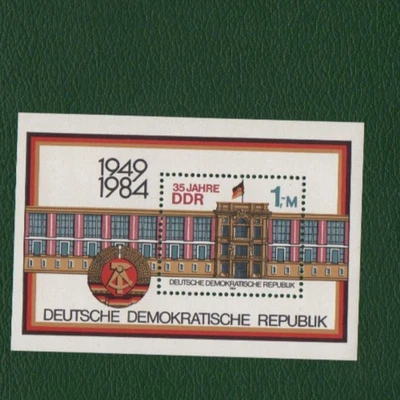 1949
1984
35 JAHRE
DDR
1,-M
DEUTSCHE DEMOKRATISCHE REPUBLIK
DEUTSCHE DEMOKRATISCHE REPUBLIK